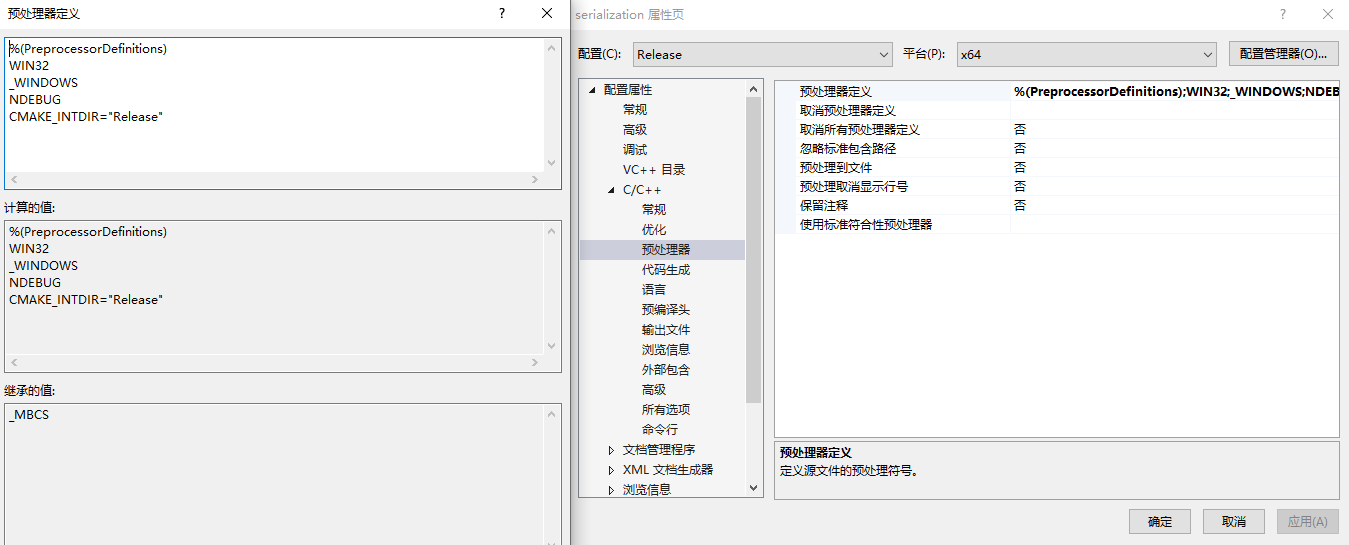 预处理器定义
?
%(PreprocessorDefinitions)
WIN32
_WINDOWS
NDEBUG
CMAKE_INTDIR="Release"
计算的值:
%(PreprocessorDefinitions)
WIN32
_WINDOWS
NDEBUG
CMAKE_INTDIR="Release"
继承的值:
_MBCS
serialization 属性页
?
配置(C): Release 平台(P): x64 配置管理器(O)...
配置属性
常规
高级
调试
VC++ 目录
C/C++
常规
优化
预处理器
代码生成
语言
预编译头
输出文件
浏览信息
外部包含
高级
所有选项
命令行
文档管理程序
XML 文档生成器
浏览信息
预处理器定义 %(PreprocessorDefinitions);WIN32;_WINDOWS;NDEB
取消预处理器定义
取消所有预处理器定义 否
忽略标准包含路径 否
预处理到文件 否
预处理取消显示行号 否
保留注释 否
使用标准符合性预处理器
预处理器定义
定义源文件的预处理符号。
确定 取消 应用(A)